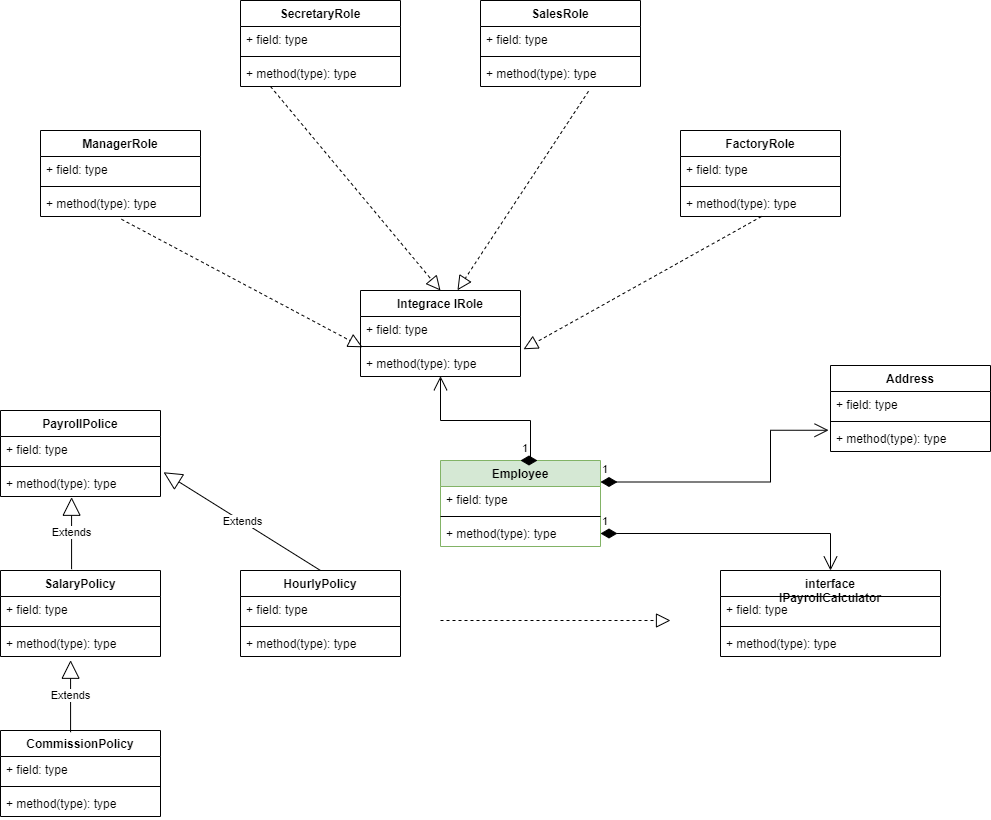 SecretaryRole
+ field: type
+ method(type): type
SalesRole
+ field: type
+ method(type): type
ManagerRole
+ field: type
+ method(type): type
FactoryRole
+ field: type
+ method(type): type
Integrace IRole
+ field: type
+ method(type): type
Address
+ field: type
+ method(type): type
PayrollPolice
+ field: type
+ method(type): type
1
Employee
+ field: type
+ method(type): type
1
1
Extends
Extends
SalaryPolicy
+ field: type
+ method(type): type
HourlyPolicy
+ field: type
+ method(type): type
interface
IPayrollCalculator
+ field: type
+ method(type): type
Extends
CommissionPolicy
+ field: type
+ method(type): type